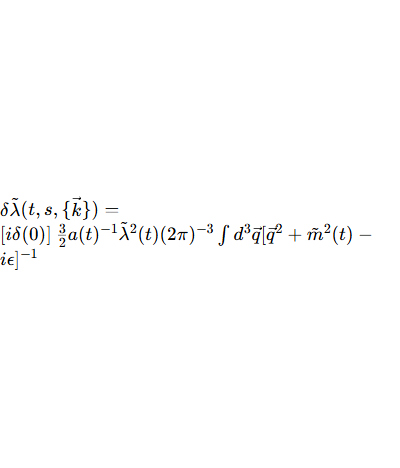 δλ̃(t, s, {k⃗}) =
[iδ(0)] 3/2 a(t)⁻¹λ̃²(t)(2π)⁻³ ∫ d³q⃗[q⃗² + m̃²(t) −
iϵ]⁻¹